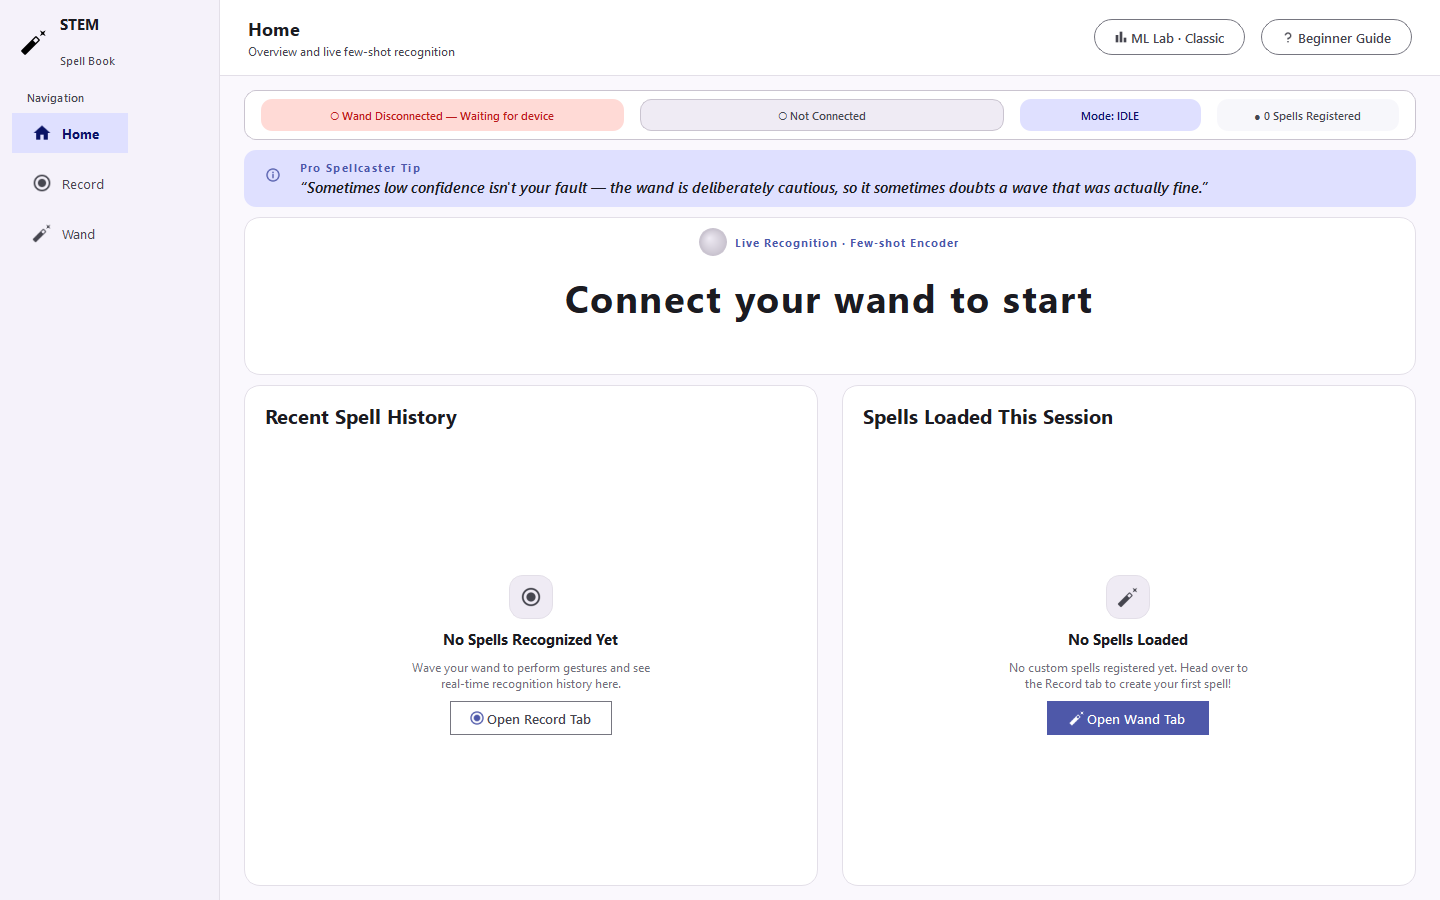 STEM
Spell Book
Navigation
Home
Record
Wand
Home
Overview and live few-shot recognition
ML Lab · Classic
? Beginner Guide
○ Wand Disconnected — Waiting for device
○ Not Connected
Mode: IDLE
● 0 Spells Registered
Pro Spellcaster Tip
“Sometimes low confidence isn't your fault — the wand is deliberately cautious, so it sometimes doubts a wave that was actually fine.”
Live Recognition · Few-shot Encoder
Connect your wand to start
Recent Spell History
No Spells Recognized Yet
Wave your wand to perform gestures and see
real-time recognition history here.
Open Record Tab
Spells Loaded This Session
No Spells Loaded
No custom spells registered yet. Head over to
the Record tab to create your first spell!
Open Wand Tab